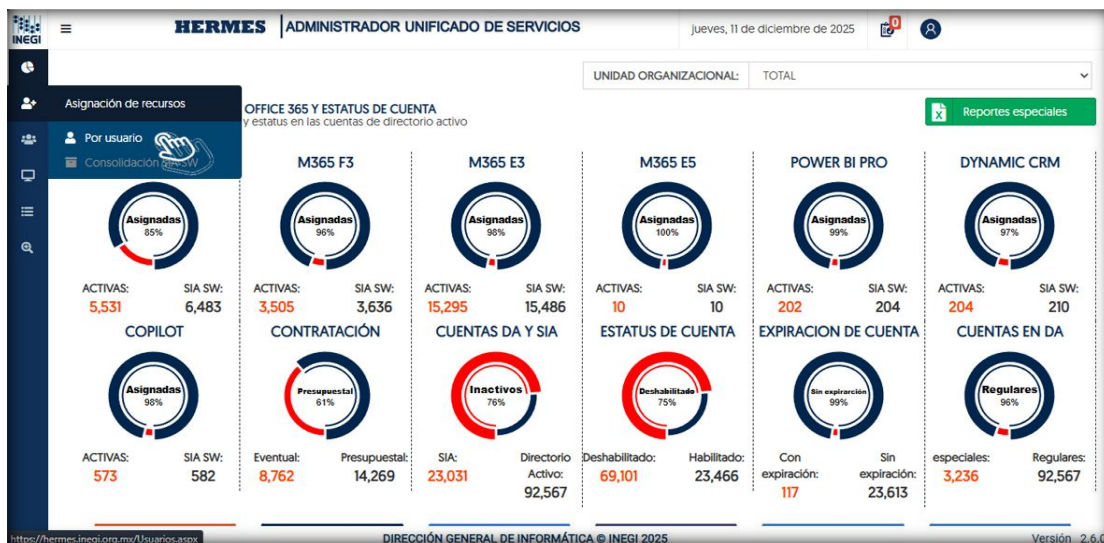 INEGI
HERMES ADMINISTRADOR UNIFICADO DE SERVICIOS
jueves, 11 de diciembre de 2025
0
UNIDAD ORGANIZACIONAL: TOTAL
Asignación de recursos
OFFICE 365 Y ESTATUS DE CUENTA
y estatus en las cuentas de directorio activo
Reportes especiales
Por usuario
Consolidación SW
M365 F3 M365 E3 M365 E5 POWER BI PRO DYNAMIC CRM
Asignadas 85%
Asignadas 96%
Asignadas 98%
Asignadas 100%
Asignadas 99%
Asignadas 97%
ACTIVAS: SIA SW: ACTIVAS: SIA SW: ACTIVAS: SIA SW: ACTIVAS: SIA SW: ACTIVAS: SIA SW: ACTIVAS: SIA SW:
5,531 6,483 3,505 3,636 15,295 15,486 10 10 202 204 204 210
COPILOT CONTRATACIÓN CUENTAS DA Y SIA ESTATUS DE CUENTA EXPIRACION DE CUENTA CUENTAS EN DA
Asignadas 98%
Presupuestal 61%
Inactivos 76%
Deshabilitado 75%
Sin expirarción 99%
Regulares 96%
ACTIVAS: SIA SW: Eventual: Presupuestal: SIA: Directorio Activo: Deshabilitado: Habilitado: Con expiración: Sin expiración: especiales: Regulares:
573 582 8,762 14,269 23,031 92,567 69,101 23,466 117 23,613 3,236 92,567
https://hermes.inegi.org.mx/Usuarios.aspx
DIRECCIÓN GENERAL DE INFORMÁTICA © INEGI 2025
Versión 2.6.0